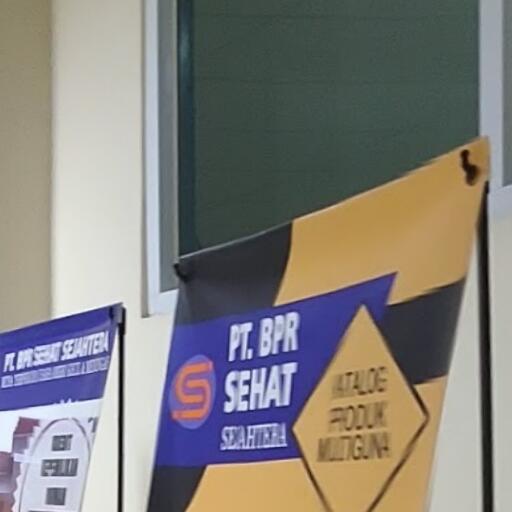 PT. BPR SEHAT SEJAHTERA
PT. BPR
SEHAT
SEJAHTERA
KATALOG
PRODUK
MULTIGUNA